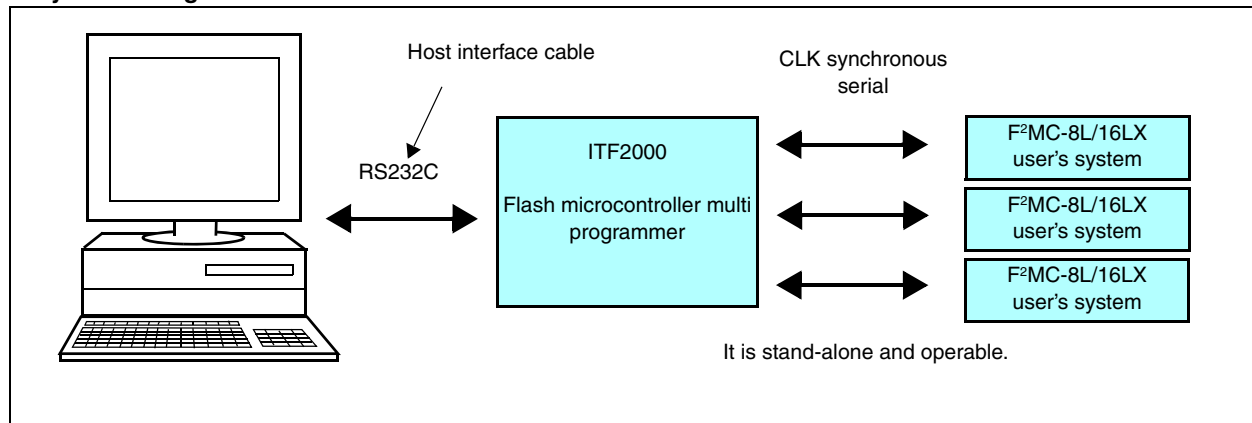 Host interface cable
CLK synchronous
serial
RS232C
ITF2000
Flash microcontroller multi
programmer
F²MC-8L/16LX
user's system
F²MC-8L/16LX
user's system
F²MC-8L/16LX
user's system
It is stand-alone and operable.